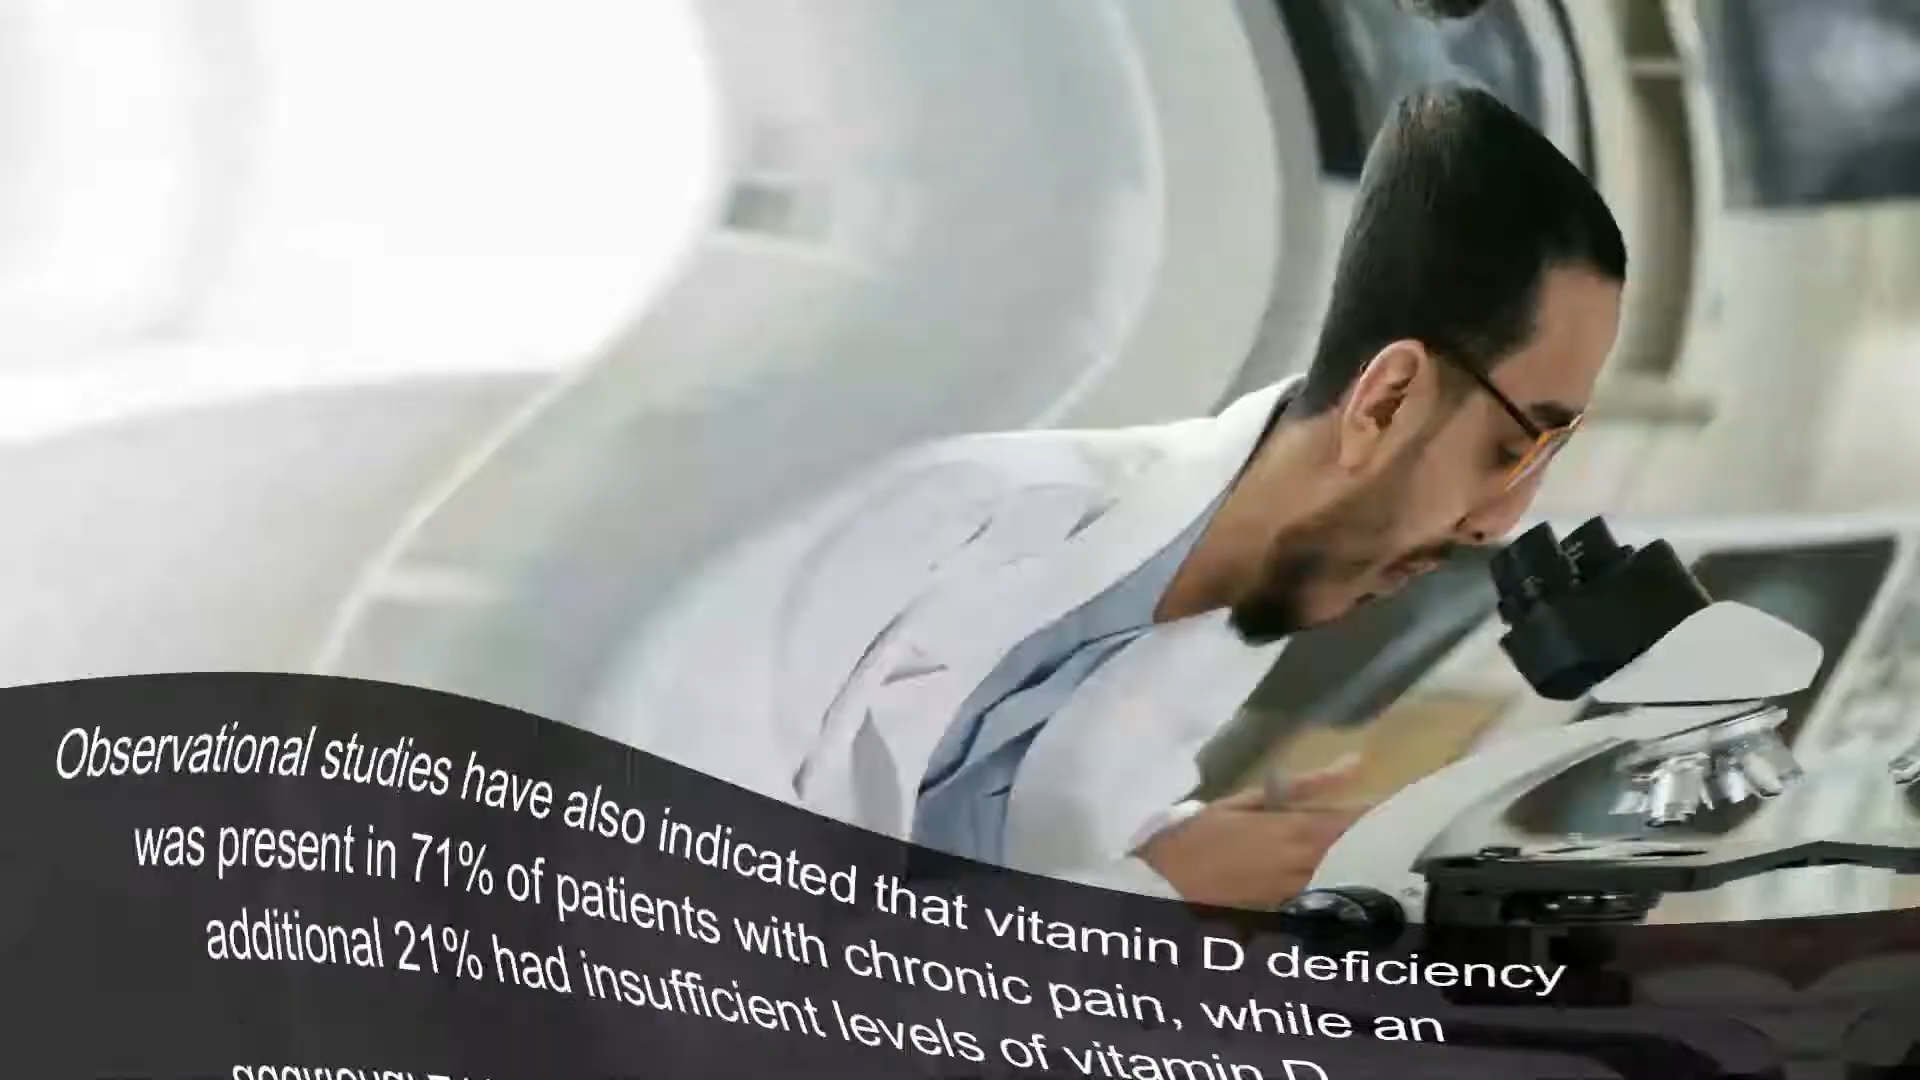 Observational studies have also indicated that vitamin D deficiency
was present in 71% of patients with chronic pain, while an
additional 21% had insufficient levels of vitamin D